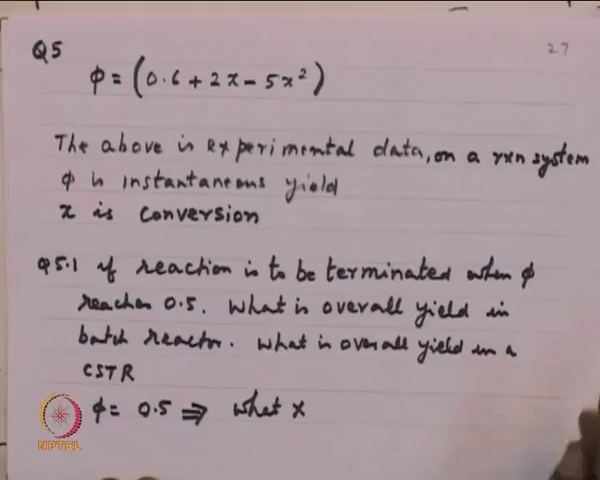 Q5
27
φ = (0.6 + 2x - 5x²)
The above is experimental data, on a rxn system
φ is instantaneous yield
x is conversion
Q5.1 if reaction is to be terminated when φ
reaches 0.5. What is overall yield in
batch reactor. What is overall yield in a
CSTR
φ = 0.5 ⇒ what x
NPTEL